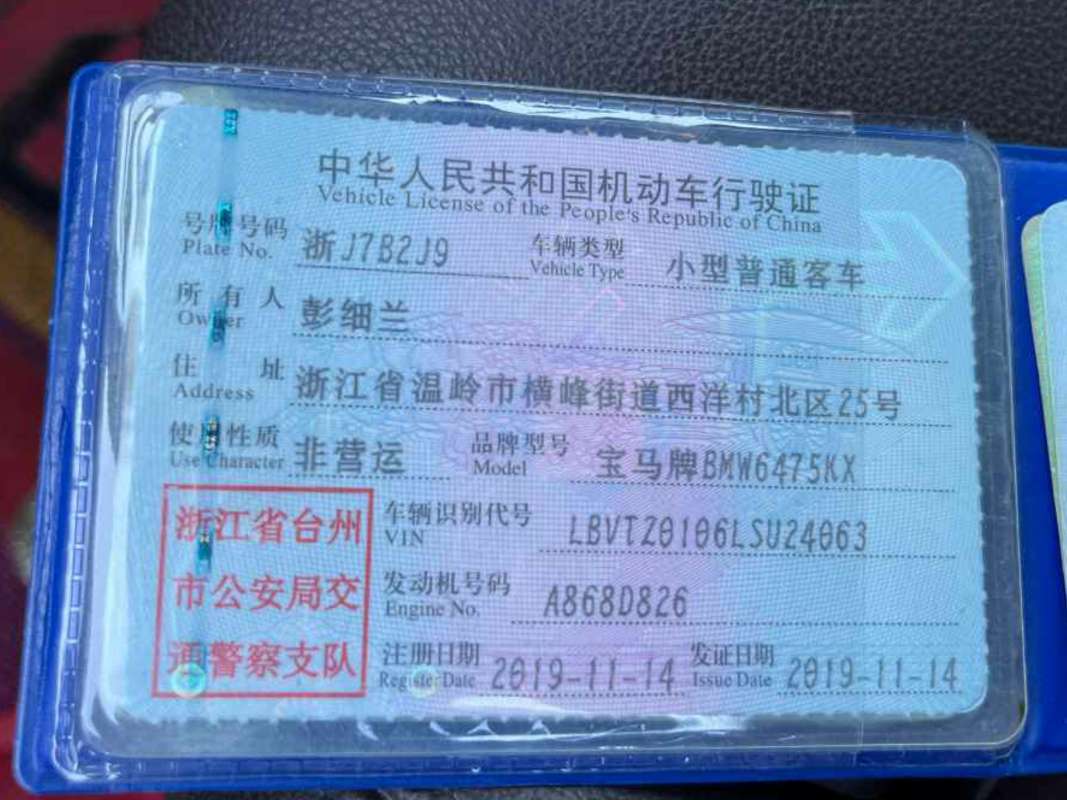 中华人民共和国机动车行驶证
Vehicle License of the People's Republic of China
号牌号码 浙J7B2J9 车辆类型 小型普通客车
Plate No. Vehicle Type
所有人 彭细兰
Owner
住址 浙江省温岭市横峰街道西洋村北区25号
Address
使用性质 非营运 品牌型号 宝马牌BMW6475KX
Use Character Model
浙江省台州
市公安局交
通警察支队
车辆识别代号 LBVTZ0106LSU24063
VIN
发动机号码 A868D826
Engine No.
注册日期 2019-11-14 发证日期 2019-11-14
Register Date Issue Date